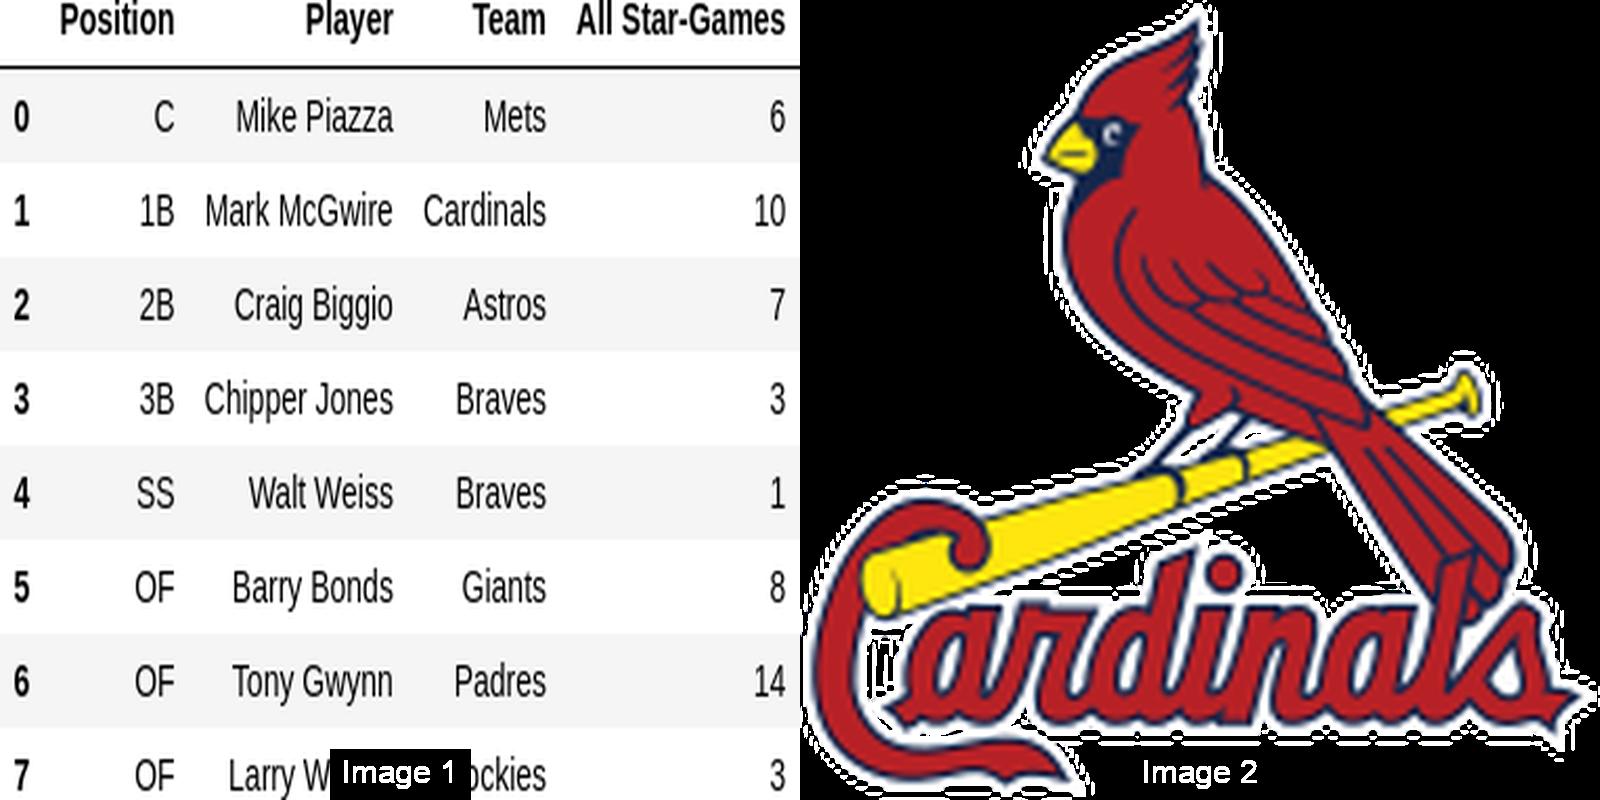 Position Player Team All Star-Games
0 C Mike Piazza Mets 6
1 1B Mark McGwire Cardinals 10
2 2B Craig Biggio Astros 7
3 3B Chipper Jones Braves 3
4 SS Walt Weiss Braves 1
5 OF Barry Bonds Giants 8
6 OF Tony Gwynn Padres 14
7 OF Larry 3
Image 1
Cardinals
Image 2